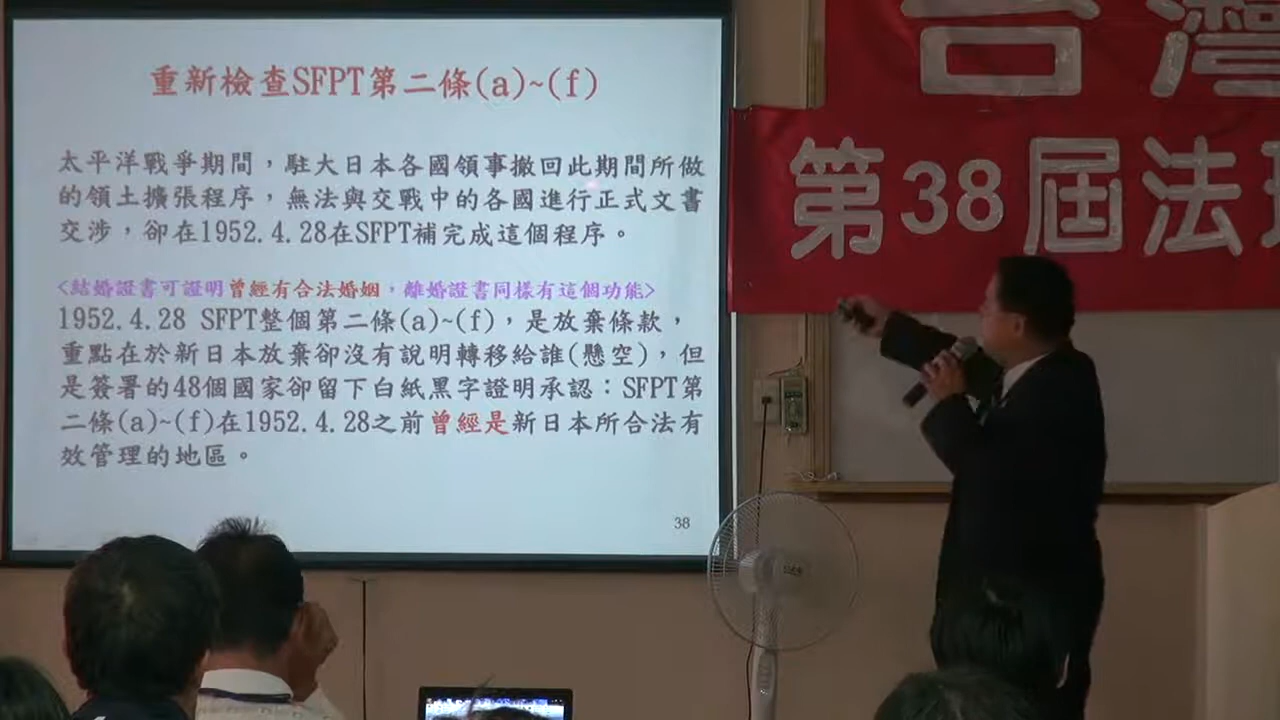 重新檢查SFPT第二條(a)~(f)
太平洋戰爭期間，駐大日本各國領事撤回此期間所做
的領土擴張程序，無法與交戰中的各國進行正式文書
交涉，卻在1952.4.28在SFPT補完成這個程序。
<結婚證書可證明曾經有合法婚姻，離婚證書同樣有這個功能>
1952.4.28 SFPT整個第二條(a)~(f)，是放棄條款，
重點在於新日本放棄卻沒有說明轉移給誰(懸空)，但
是簽署的48個國家卻留下白紙黑字證明承認：SFPT第
二條(a)~(f)在1952.4.28之前曾經是新日本所合法有
效管理的地區。
38
台灣
第38屆法